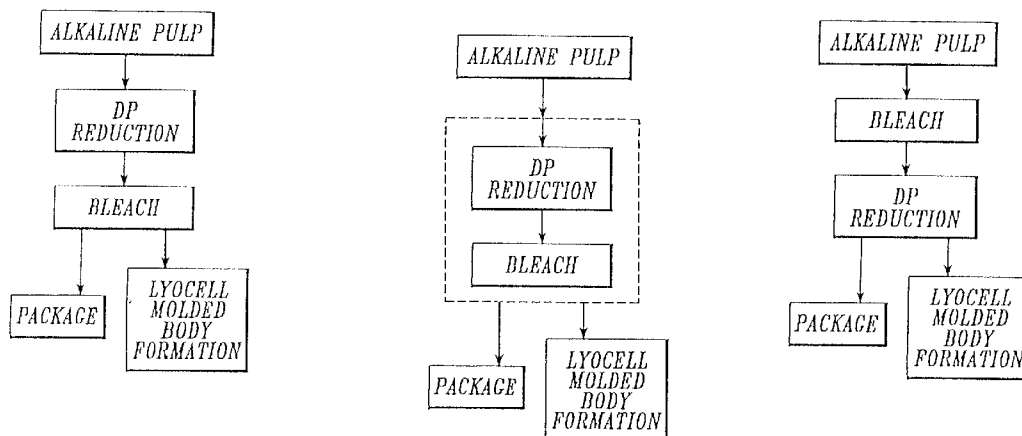 ALKALINE PULP
DP
REDUCTION
BLEACH
PACKAGE
LYOCELL
MOLDED
BODY
FORMATION
ALKALINE PULP
DP
REDUCTION
BLEACH
PACKAGE
LYOCELL
MOLDED
BODY
FORMATION
ALKALINE PULP
BLEACH
DP
REDUCTION
PACKAGE
LYOCELL
MOLDED
BODY
FORMATION